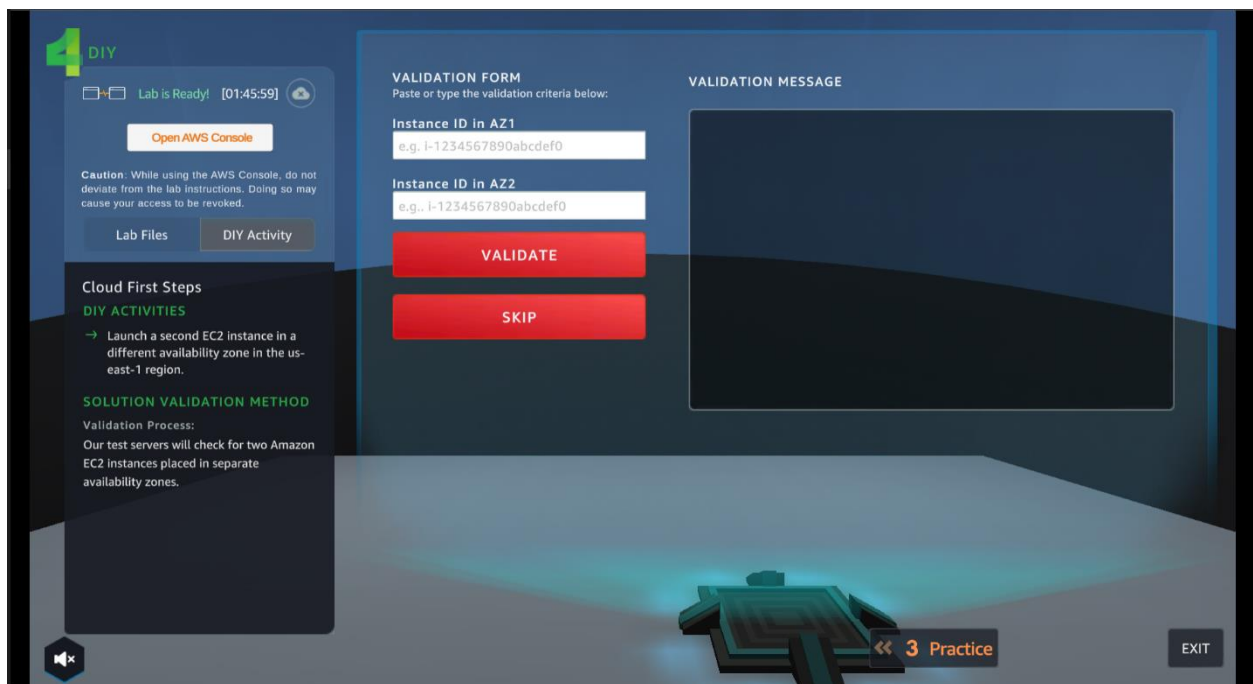 4 DIY
Lab is Ready! [01:45:59]
Open AWS Console
Caution: While using the AWS Console, do not
deviate from the lab instructions. Doing so may
cause your access to be revoked.
Lab Files
DIY Activity
Cloud First Steps
DIY ACTIVITIES
→ Launch a second EC2 instance in a
different availability zone in the us-
east-1 region.
SOLUTION VALIDATION METHOD
Validation Process:
Our test servers will check for two Amazon
EC2 instances placed in separate
availability zones.
VALIDATION FORM
Paste or type the validation criteria below:
Instance ID in AZ1
e.g. i-1234567890abcdef0
Instance ID in AZ2
e.g.. i-1234567890abcdef0
VALIDATE
SKIP
VALIDATION MESSAGE
3 Practice
EXIT